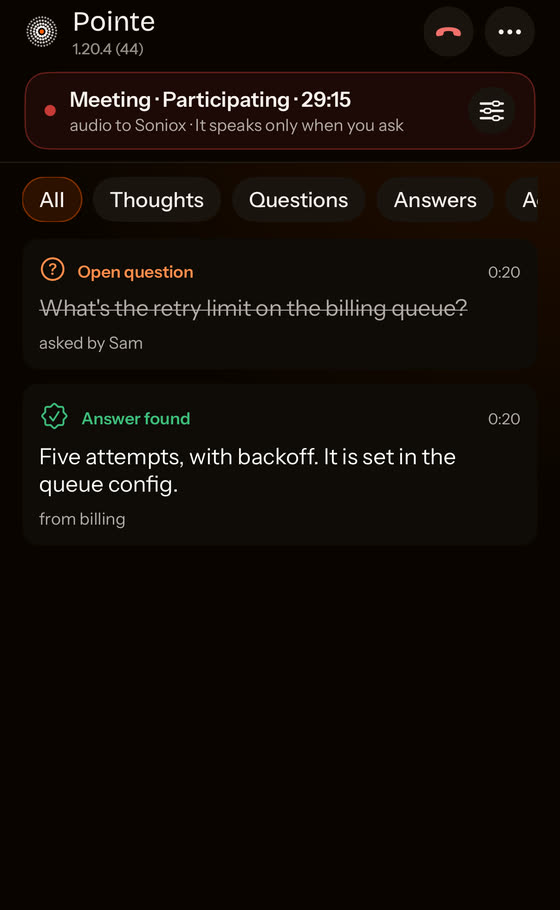 Pointe
1.20.4 (44)
Meeting · Participating · 29:15
audio to Soniox · It speaks only when you ask
All
Thoughts
Questions
Answers
Open question
0:20
What's the retry limit on the billing queue?
asked by Sam
Answer found
0:20
Five attempts, with backoff. It is set in the
queue config.
from billing